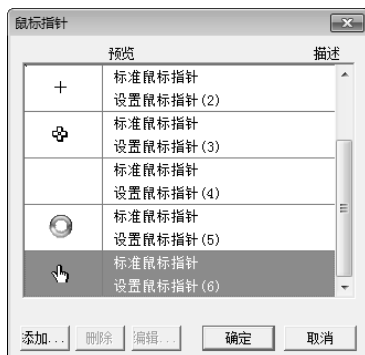 鼠标指针
预览 描述
标准鼠标指针
设置鼠标指针(2)
标准鼠标指针
设置鼠标指针(3)
标准鼠标指针
设置鼠标指针(4)
标准鼠标指针
设置鼠标指针(5)
标准鼠标指针
设置鼠标指针(6)
添加... 删除 编辑... 确定 取消